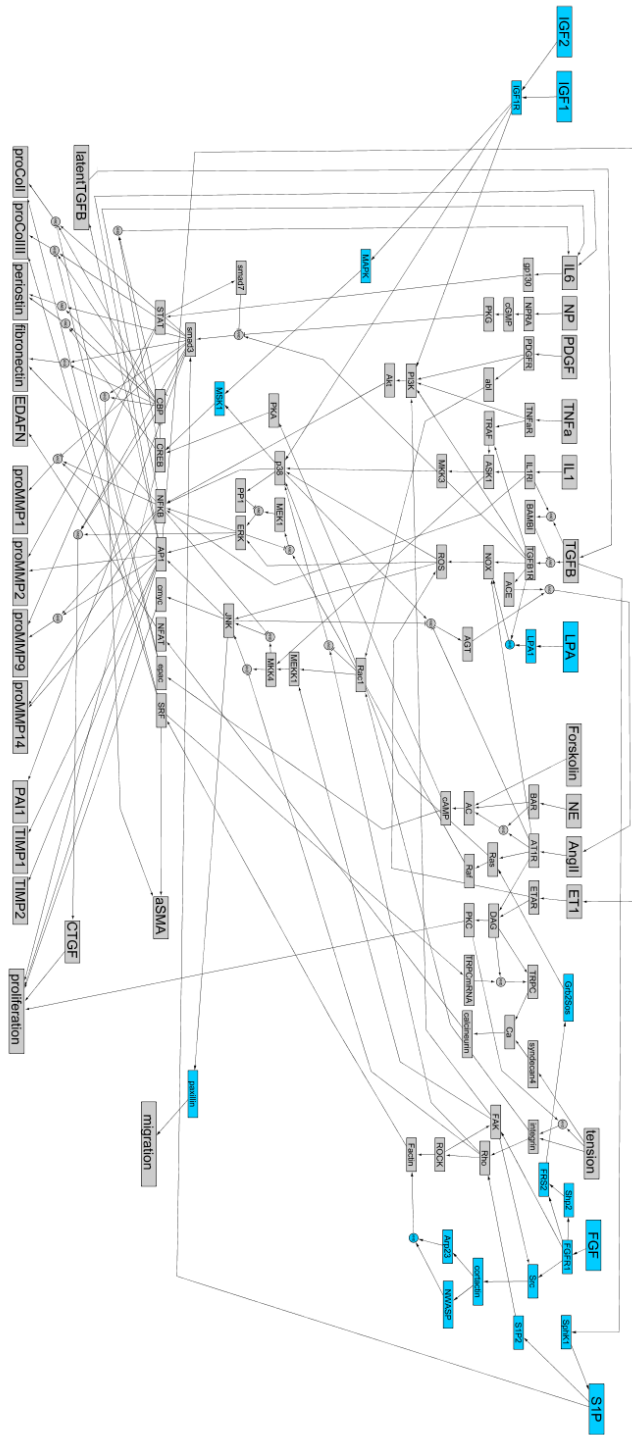 IGF2
IGF1
IL6
NP
PDGF
TNFa
IL1
TGFB
LPA
Forskolin
NE
AngII
ET1
tension
FGF
S1P
IGF1R
gp130
NPRA
cGMP
PKG
PDGFR
abl
TNFaR
TRAF
ASK1
IL1RI
BAMBI
TGFB1R
NOX
ACE
LPA1
BAR
AC
cAMP
AT1R
Ras
Raf
ETAR
DAG
PKC
TRPC
TRPCmRNA
Ca
calcineurin
syndecan4
Grb2Sos
integrin
FAK
Rho
ROCK
Factin
FRS2
Shp2
FGFR1
Src
cortactin
Arp23
NWASP
S1P2
SphK1
MAPK
smad7
PI3K
Akt
MKK3
ROS
AGT
PKA
MSK1
p38
PP1
MEK1
ERK
JNK
MKK4
MEKK1
Rac1
STAT
smad3
CBP
CREB
NFKB
AP1
cmyc
NFAT
epac
SRF
latentTGFB
proColI
proColIII
periostin
fibronectin
EDAFN
proMMP1
proMMP2
proMMP9
proMMP14
PAI1
TIMP1
TIMP2
aSMA
CTGF
proliferation
paxillin
migration